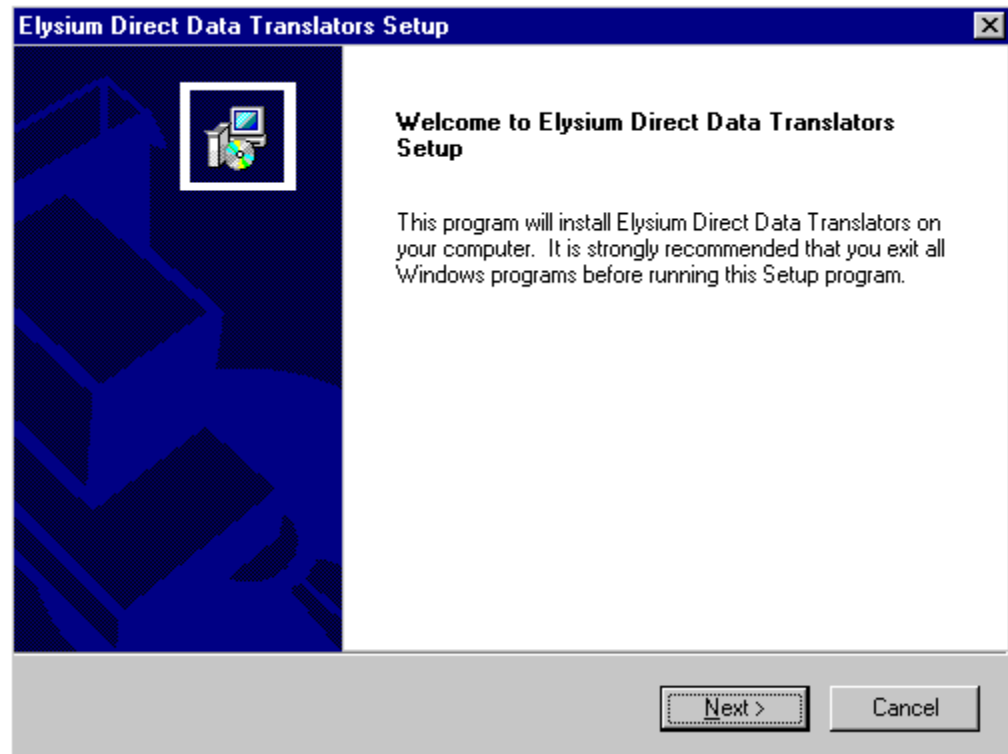 Elysium Direct Data Translators Setup
Welcome to Elysium Direct Data Translators
Setup
This program will install Elysium Direct Data Translators on
your computer.  It is strongly recommended that you exit all
Windows programs before running this Setup program.
Next >
Cancel